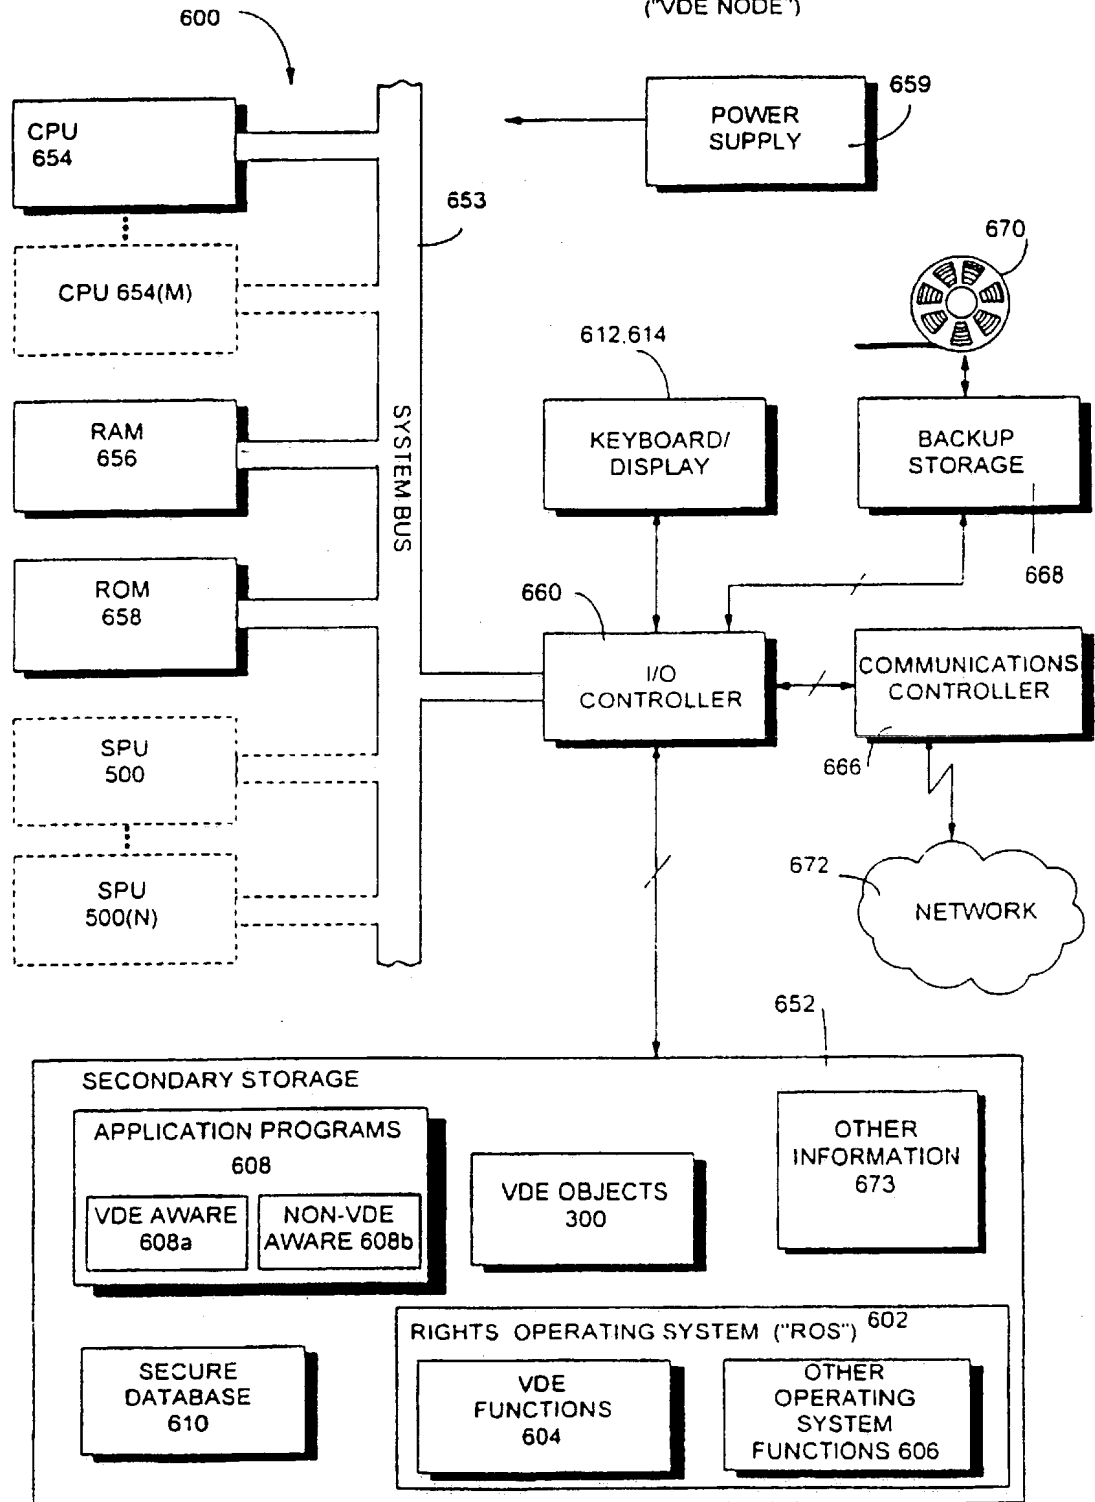 ("VDE NODE")
600
CPU
654
POWER
SUPPLY
659
653
CPU 654(M)
670
612,614
RAM
656
SYSTEM BUS
KEYBOARD/
DISPLAY
BACKUP
STORAGE
668
ROM
658
660
I/O
CONTROLLER
COMMUNICATIONS
CONTROLLER
666
SPU
500
SPU
500(N)
672
NETWORK
652
SECONDARY STORAGE
APPLICATION PROGRAMS
608
VDE AWARE
608a
NON-VDE
AWARE 608b
VDE OBJECTS
300
OTHER
INFORMATION
673
SECURE
DATABASE
610
RIGHTS OPERATING SYSTEM ("ROS") 602
VDE
FUNCTIONS
604
OTHER
OPERATING
SYSTEM
FUNCTIONS 606